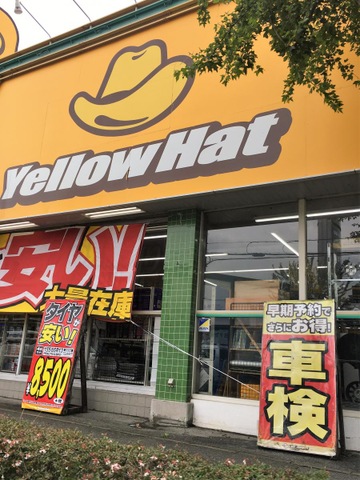 Yellow Hat
安い!!
大量在庫
タイヤが
安い!!
8,500
早期予約で
さらにお得!
車検